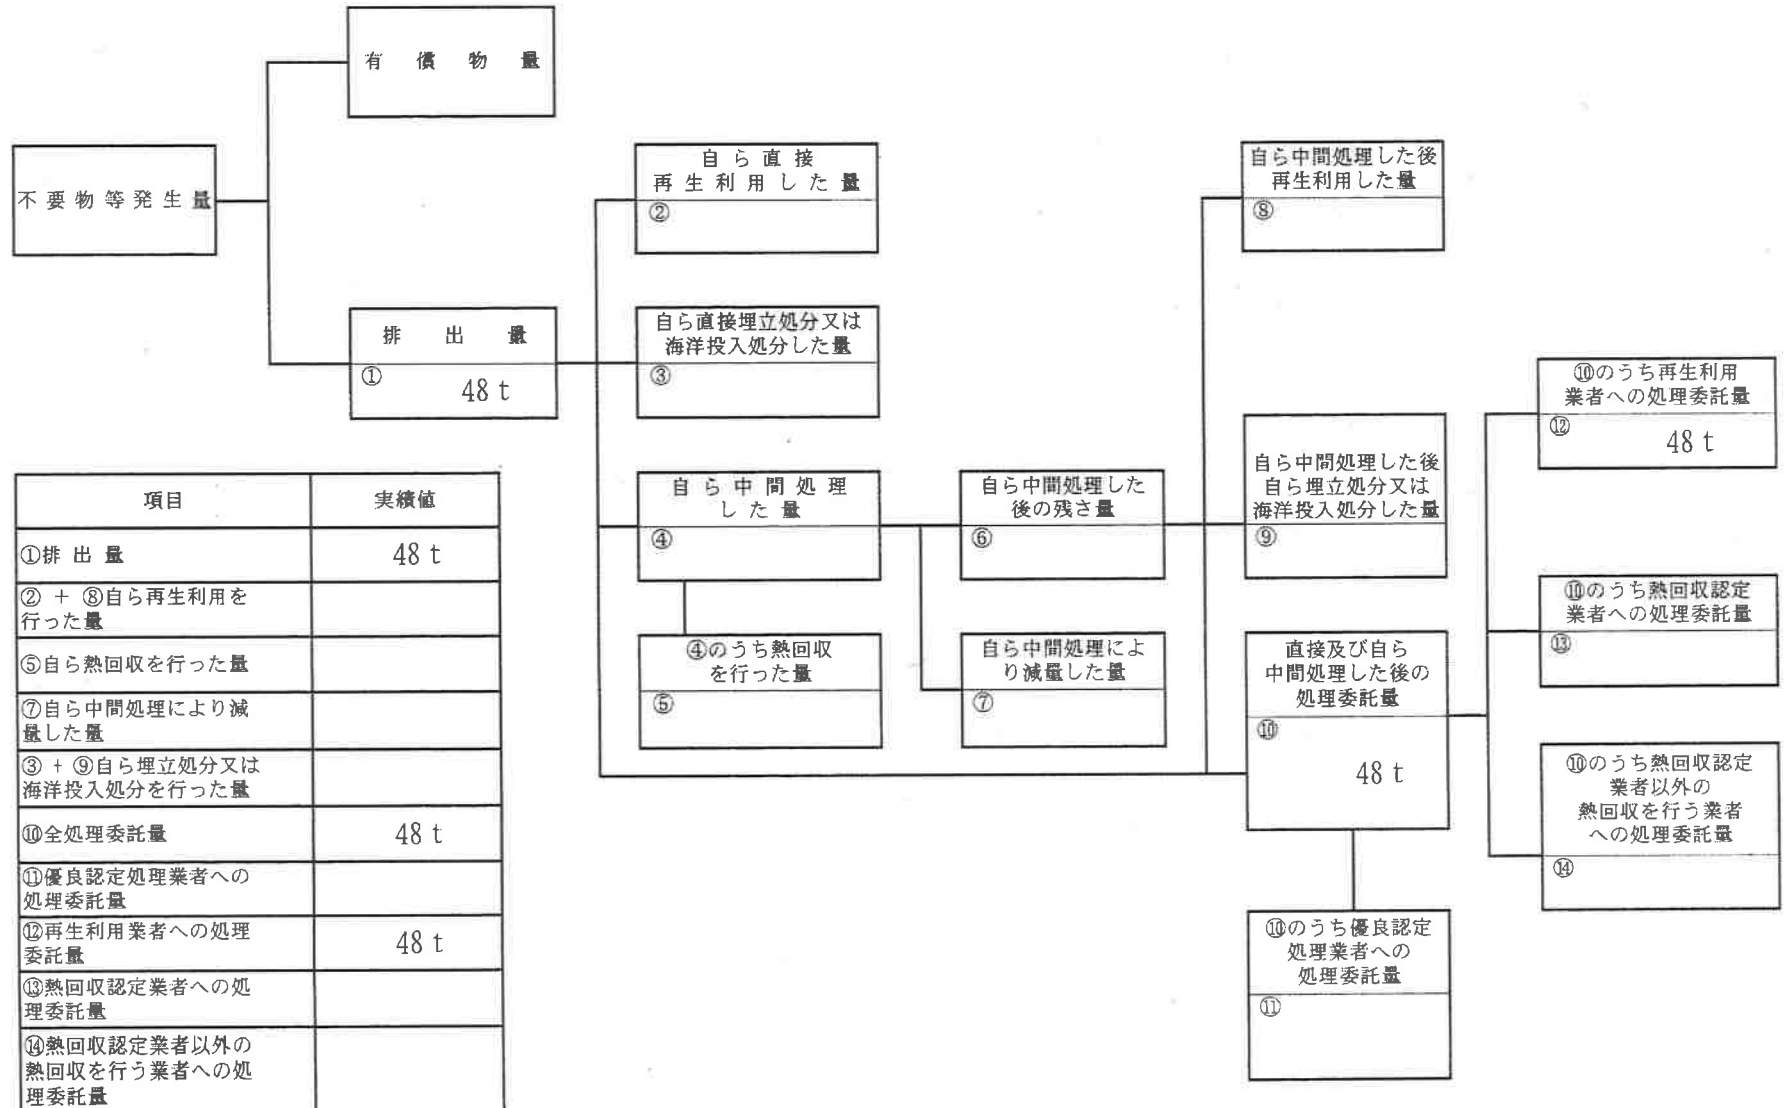 有償物量
不要物等発生量
排出量
①
48 t
自ら直接
再生利用した量
②
自ら直接埋立処分又は
海洋投入処分した量
③
自ら中間処理
した量
④
④のうち熱回収
を行った量
⑤
自ら中間処理した
後の残さ量
⑥
自ら中間処理によ
り減量した量
⑦
自ら中間処理した後
再生利用した量
⑧
自ら中間処理した後
自ら埋立処分又は
海洋投入処分した量
⑨
直接及び自ら
中間処理した後の
処理委託量
⑩
48 t
⑩のうち優良認定
処理業者への
処理委託量
⑪
⑩のうち再生利用
業者への処理委託量
⑫
48 t
⑩のうち熱回収認定
業者への処理委託量
⑬
⑩のうち熱回収認定
業者以外の
熱回収を行う業者
への処理委託量
⑭
項目 実績値
①排出量 48 t
② + ⑧自ら再生利用を
行った量
⑤自ら熱回収を行った量
⑦自ら中間処理により減
量した量
③ + ⑨自ら埋立処分又は
海洋投入処分を行った量
⑩全処理委託量 48 t
⑪優良認定処理業者への
処理委託量
⑫再生利用業者への処理
委託量 48 t
⑬熱回収認定業者への処
理委託量
⑭熱回収認定業者以外の
熱回収を行う業者への処
理委託量